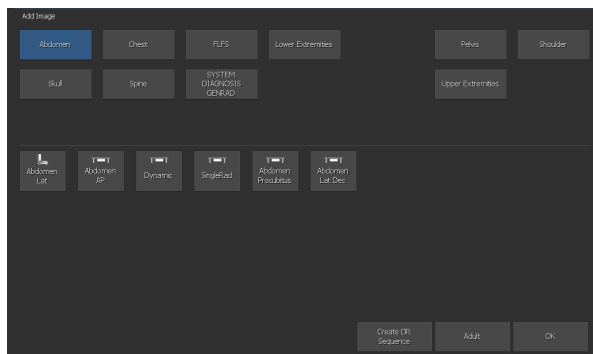 Add Image
Abdomen
Chest
FLFS
Lower Extremities
Pelvis
Shoulder
Skull
Spine
SYSTEM
DIAGNOSIS
GENRAD
Upper Extremities
Abdomen
Lat
Abdomen
AP
Dynamic
SingleRad
Abdomen
Procubitus
Abdomen
Lat Dec
Create DR
Sequence
Adult
OK